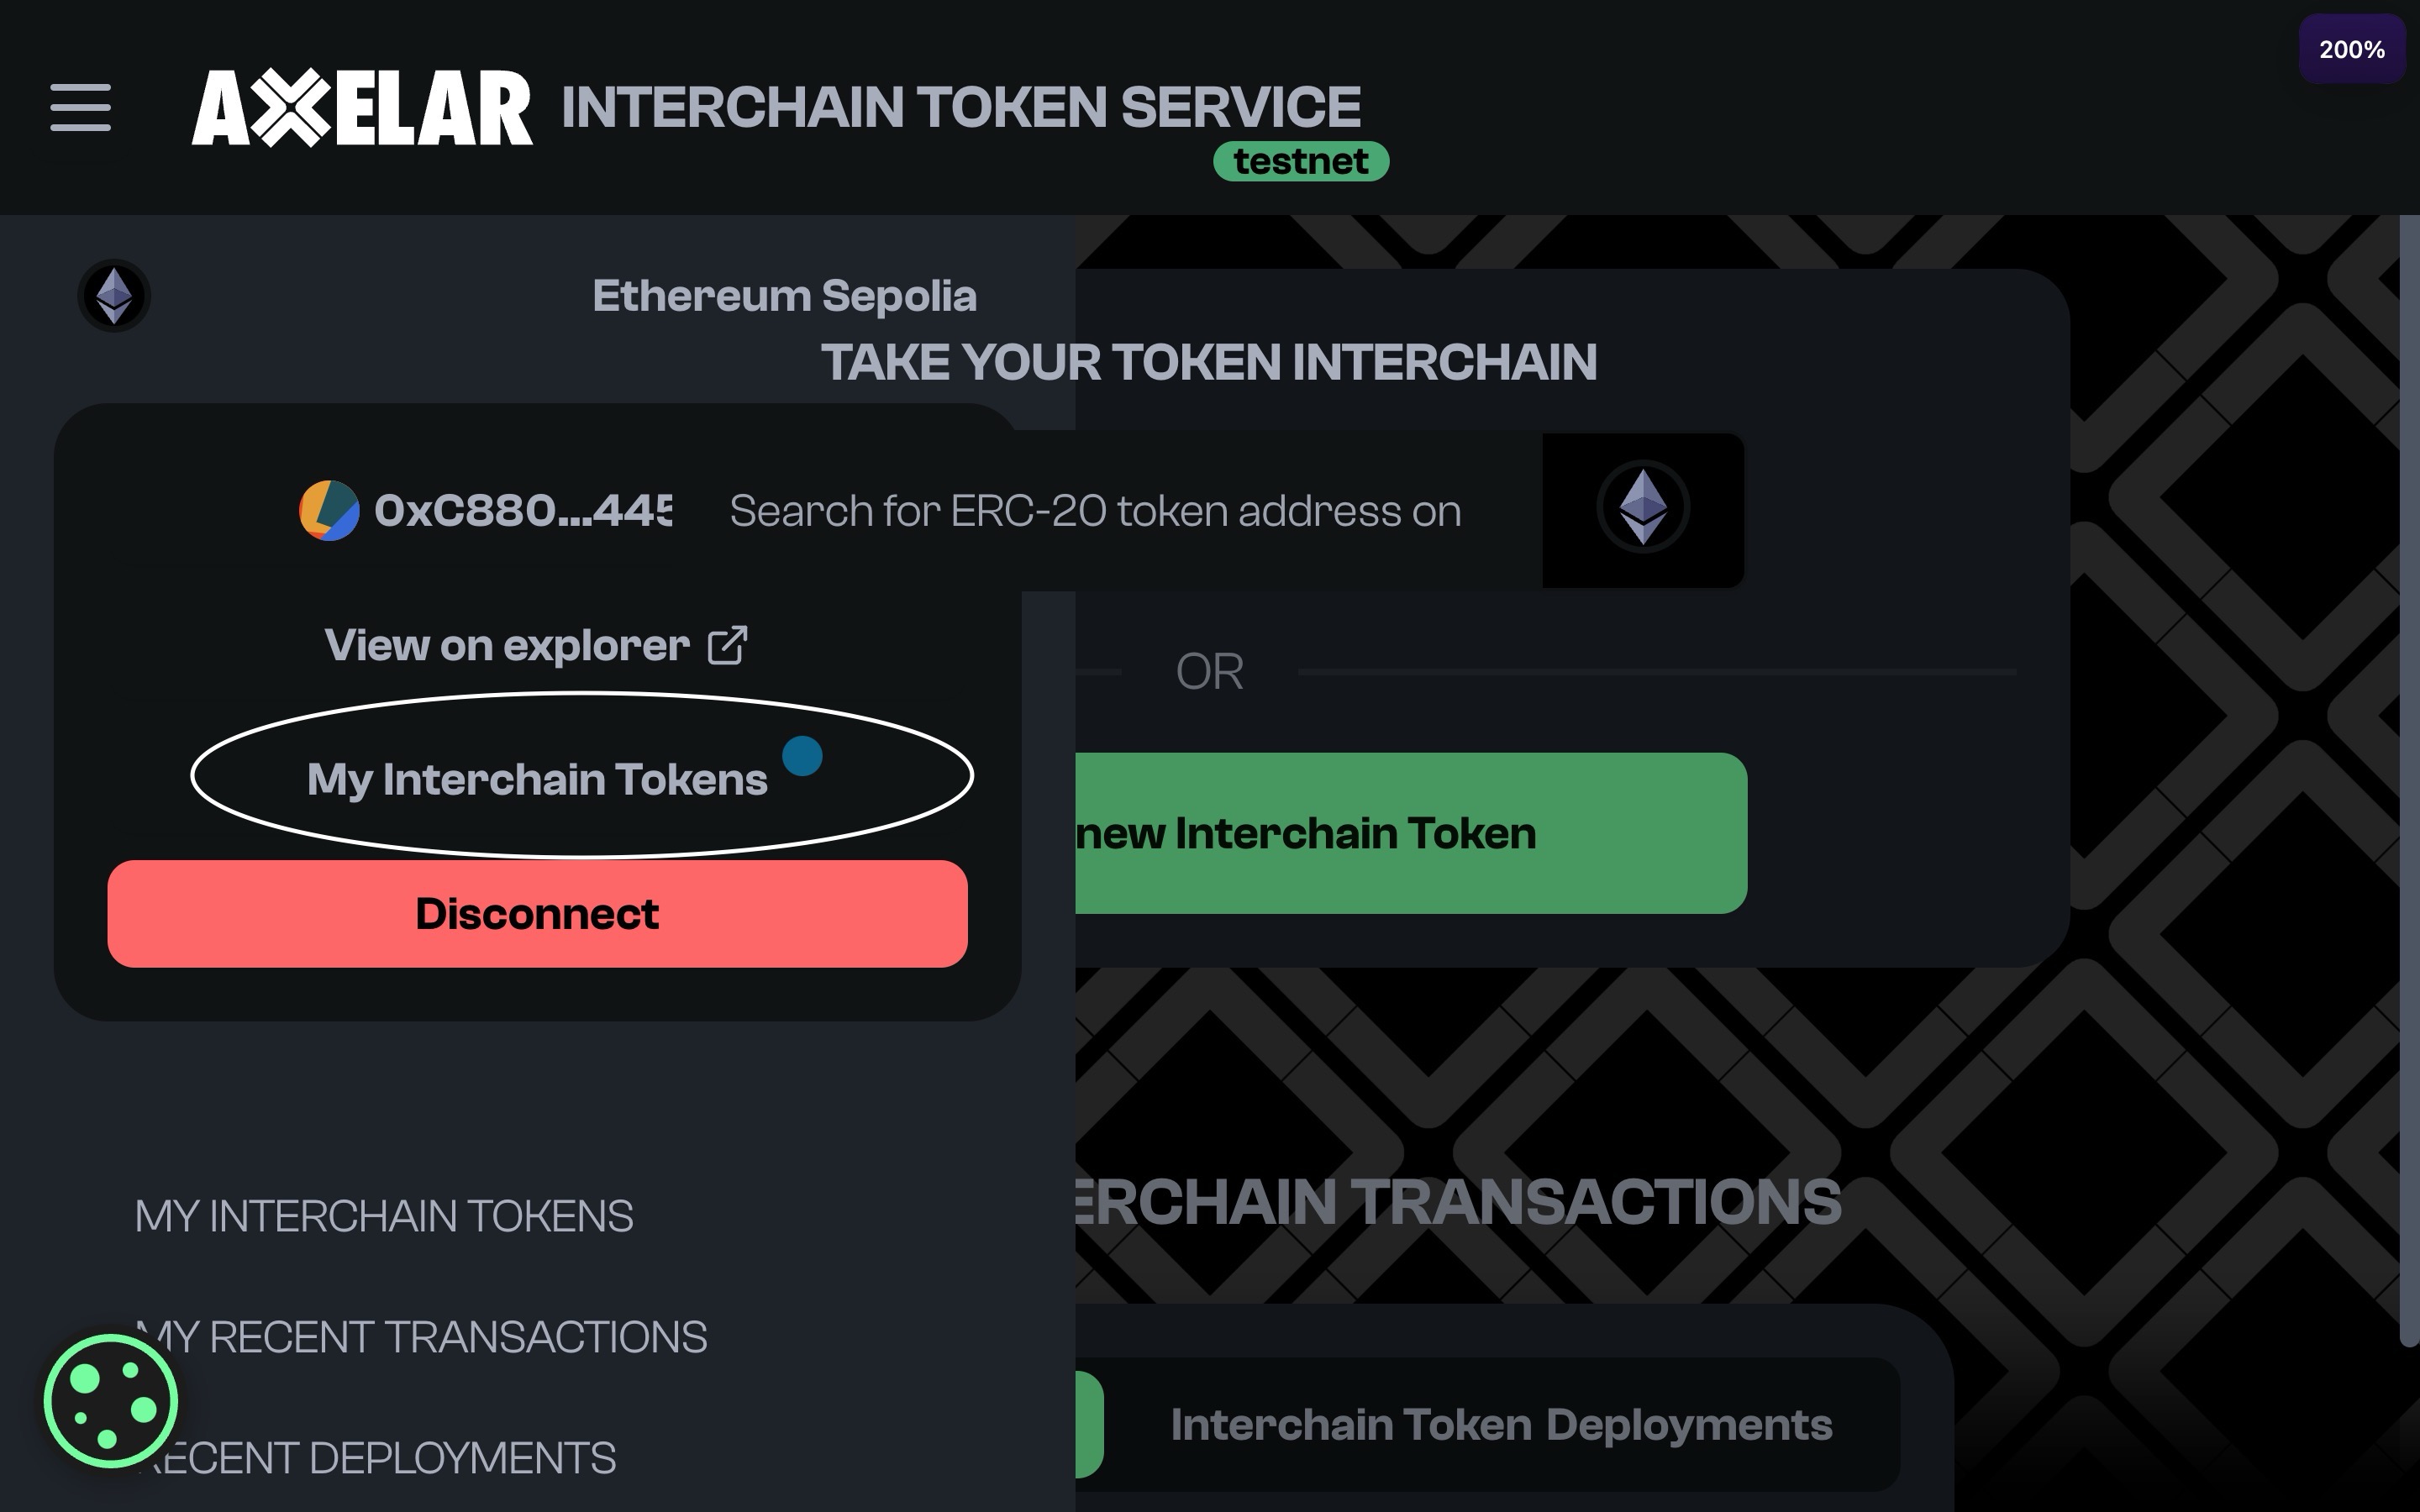 AXELAR INTERCHAIN TOKEN SERVICE
testnet
200%
Ethereum Sepolia
TAKE YOUR TOKEN INTERCHAIN
0xC880...445
Search for ERC-20 token address on
View on explorer
OR
My Interchain Tokens
new Interchain Token
Disconnect
MY INTERCHAIN TOKENS
ERCHAIN TRANSACTIONS
MY RECENT TRANSACTIONS
Interchain Token Deployments
RECENT DEPLOYMENTS